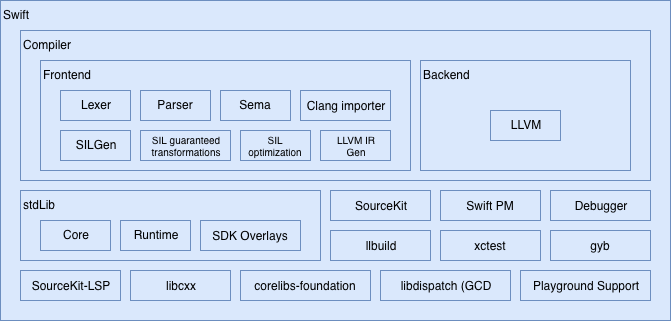 Swift
Compiler
Frontend
Backend
Lexer
Parser
Sema
Clang importer
LLVM
SILGen
SIL guaranteed
transformations
SIL
optimization
LLVM IR
Gen
stdLib
Core
Runtime
SDK Overlays
SourceKit
Swift PM
Debugger
llbuild
xctest
gyb
SourceKit-LSP
libcxx
corelibs-foundation
libdispatch (GCD
Playground Support